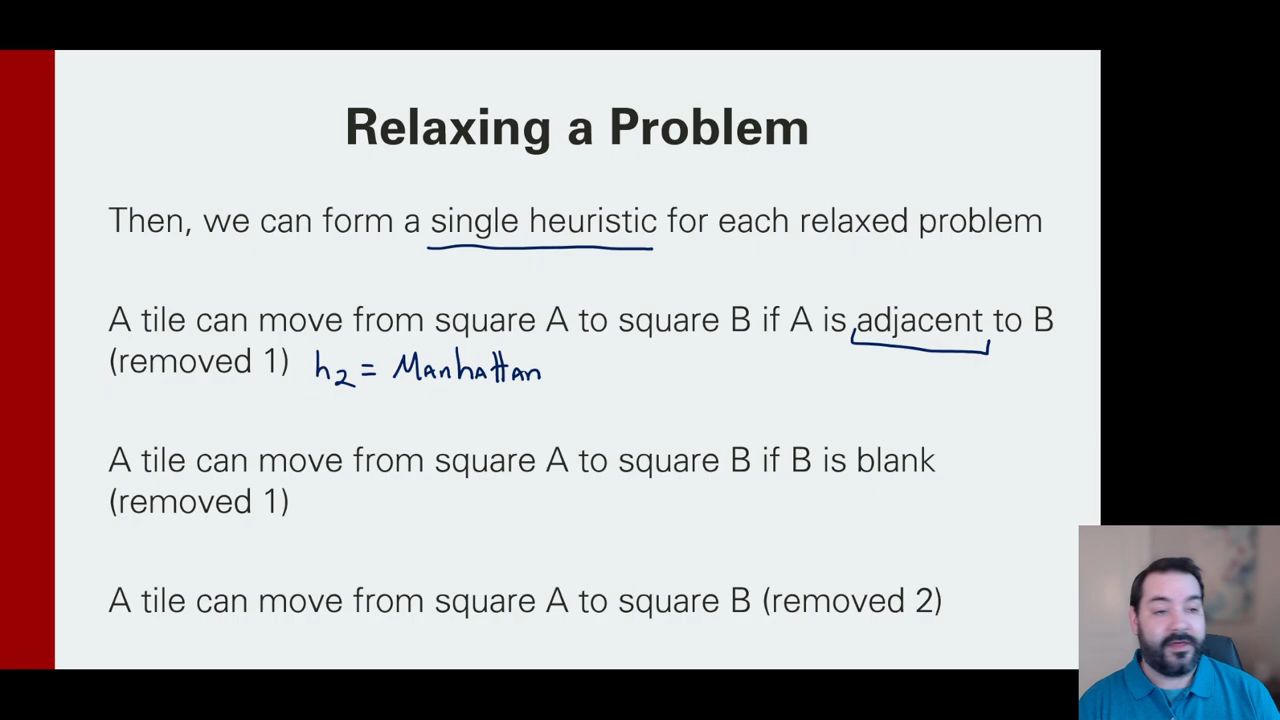 Relaxing a Problem
Then, we can form a single heuristic for each relaxed problem
A tile can move from square A to square B if A is adjacent to B
(removed 1) h2 = Manhattan
A tile can move from square A to square B if B is blank
(removed 1)
A tile can move from square A to square B (removed 2)